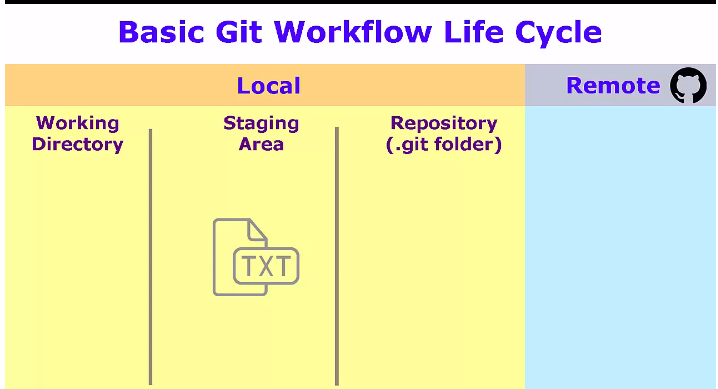 Basic Git Workflow Life Cycle
Local
Remote
Working
Directory
Staging
Area
Repository
(.git folder)
TXT